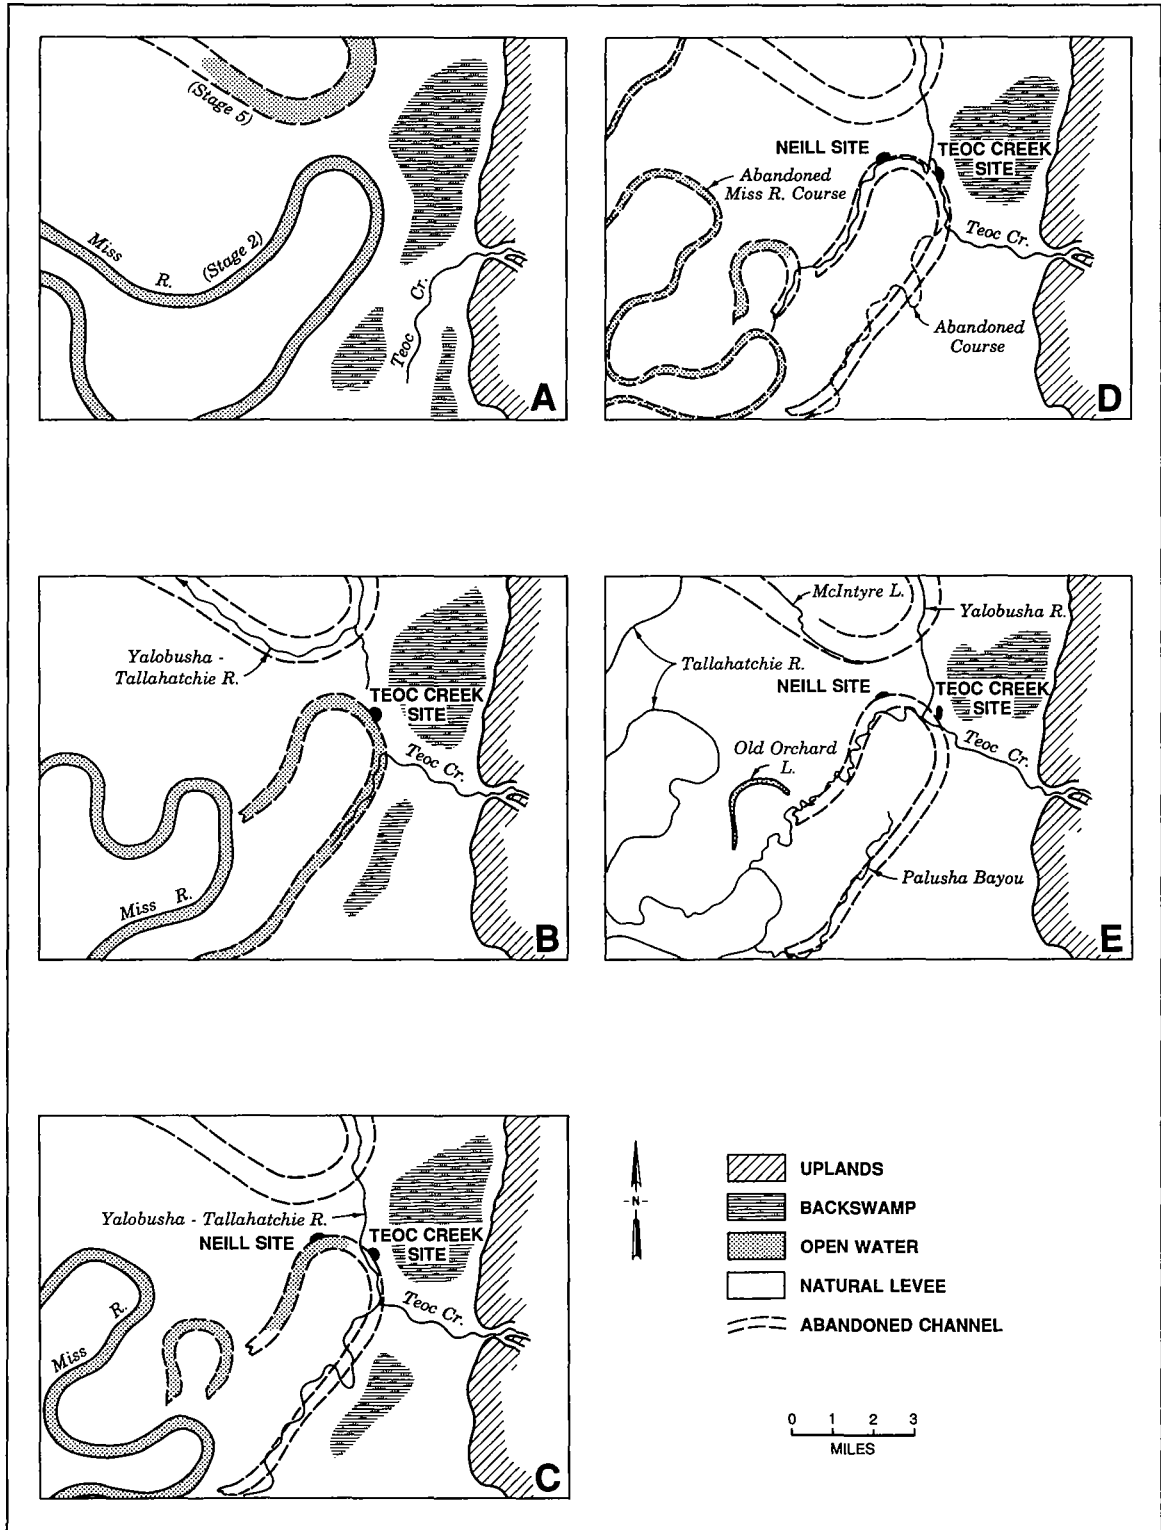 (Stage 5)
Miss
R.
(Stage 2)
Teoc
Cr.
A
NEILL SITE
TEOC CREEK
SITE
Abandoned
Miss R. Course
Teoc Cr.
Abandoned
Course
D
Yalobusha -
Tallahatchie R.
TEOC CREEK
SITE
Teoc Cr.
Miss R.
B
McIntyre L.
Yalobusha R.
Tallahatchie R.
NEILL SITE
TEOC CREEK
SITE
Old Orchard
L.
Teoc Cr.
Palusha Bayou
E
Yalobusha - Tallahatchie R.
NEILL SITE
TEOC CREEK
SITE
Teoc Cr.
Miss
R.
C
-N-
UPLANDS
BACKSWAMP
OPEN WATER
NATURAL LEVEE
ABANDONED CHANNEL
0 1 2 3
MILES